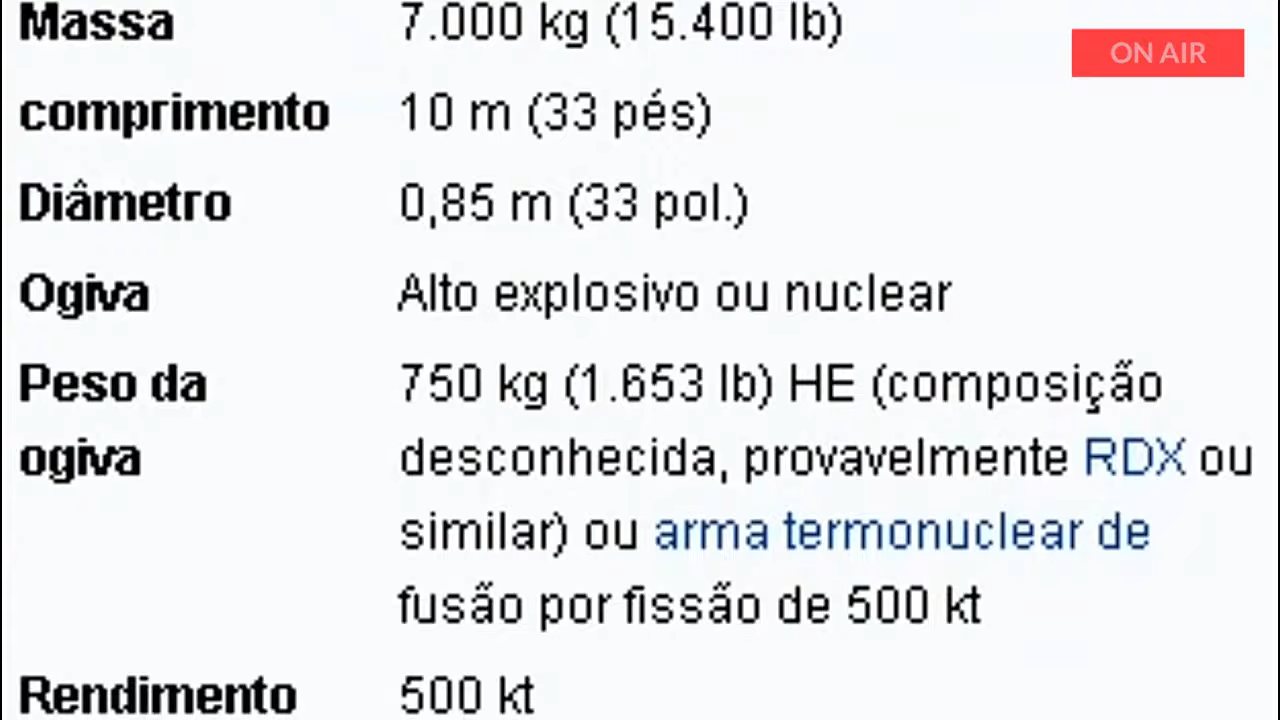 Massa 7.000 kg (15.400 lb)
ON AIR
comprimento 10 m (33 pés)
Diâmetro 0,85 m (33 pol.)
Ogiva Alto explosivo ou nuclear
Peso da 750 kg (1.653 lb) HE (composição
ogiva desconhecida, provavelmente RDX ou
similar) ou arma termonuclear de
fusão por fissão de 500 kt
Rendimento 500 kt